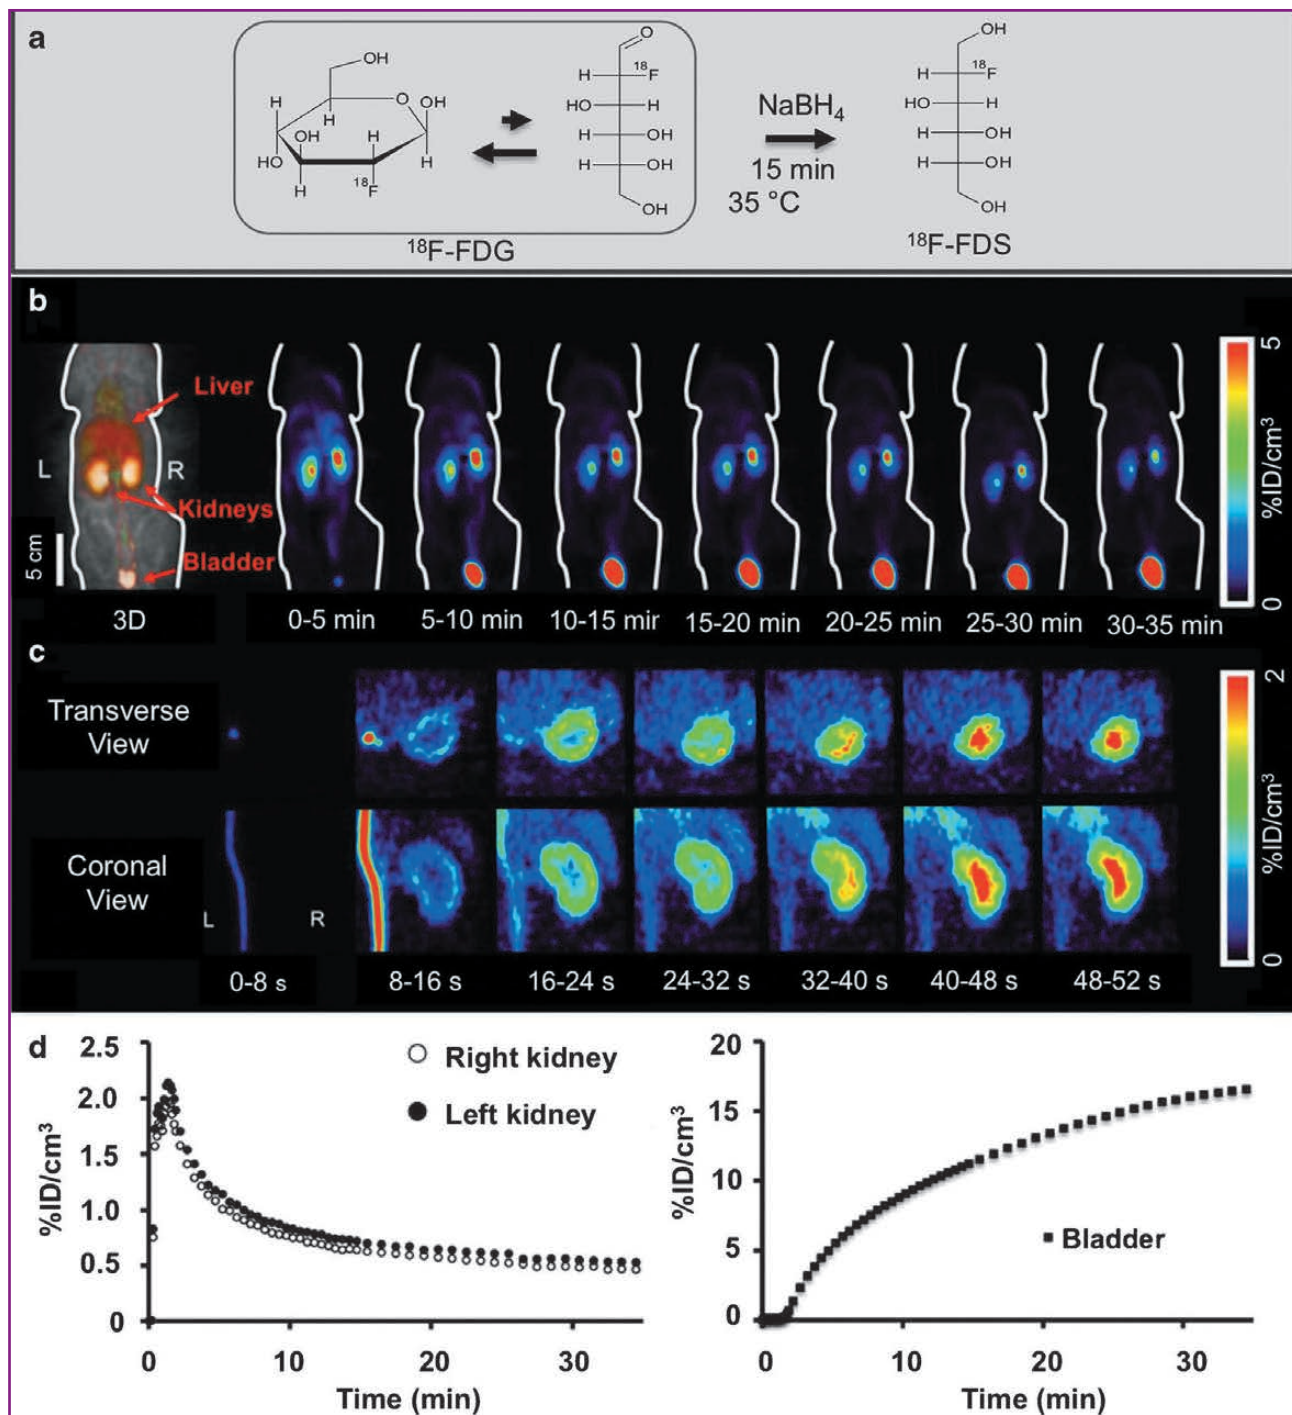 a
OH
H
O
OH
H
OH
H
HO
H
H
18F
O
H
18F
HO
H
H
OH
H
OH
OH
18F-FDG
NaBH4
15 min
35 °C
OH
H
18F
HO
H
H
OH
H
OH
OH
18F-FDS
b
Liver
L
R
Kidneys
Bladder
5 cm
3D
0-5 min
5-10 min
10-15 mir
15-20 min
20-25 min
25-30 min
30-35 min
5
%ID/cm3
0
c
Transverse
View
Coronal
View
L
R
0-8 s
8-16 s
16-24 s
24-32 s
32-40 s
40-48 s
48-52 s
2
%ID/cm3
0
d
2.5
2.0
1.5
1.0
0.5
0
%ID/cm3
Right kidney
Left kidney
0
10
20
30
Time (min)
20
15
10
5
0
%ID/cm3
Bladder
0
10
20
30
Time (min)